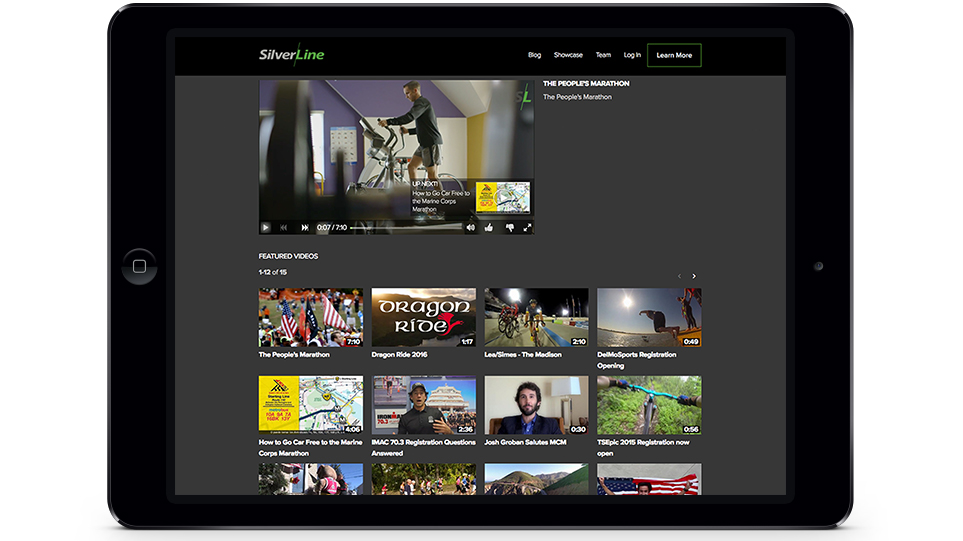 SilverLine
Blog Showcase Team Log In Learn More
SL
THE PEOPLE'S MARATHON
The People's Marathon
UP NEXT!
How to Go Car Free to
the Marine Corps
Marathon
0:07 / 7:10
FEATURED VIDEOS
1-12 of 15
7:10
DRAGON
RIDE
1:17
2:10
0:49
The People's Marathon
Dragon Ride 2016
Lea/Simes - The Madison
DelMoSports Registration
Opening
Starting Line
4:06
IRONMAN
70.3
2:36
0:30
0:56
How to Go Car Free to the Marine
Corps Marathon
IMAC 70.3 Registration Questions
Answered
Josh Groban Salutes MCM
TSEpic 2015 Registration now
open